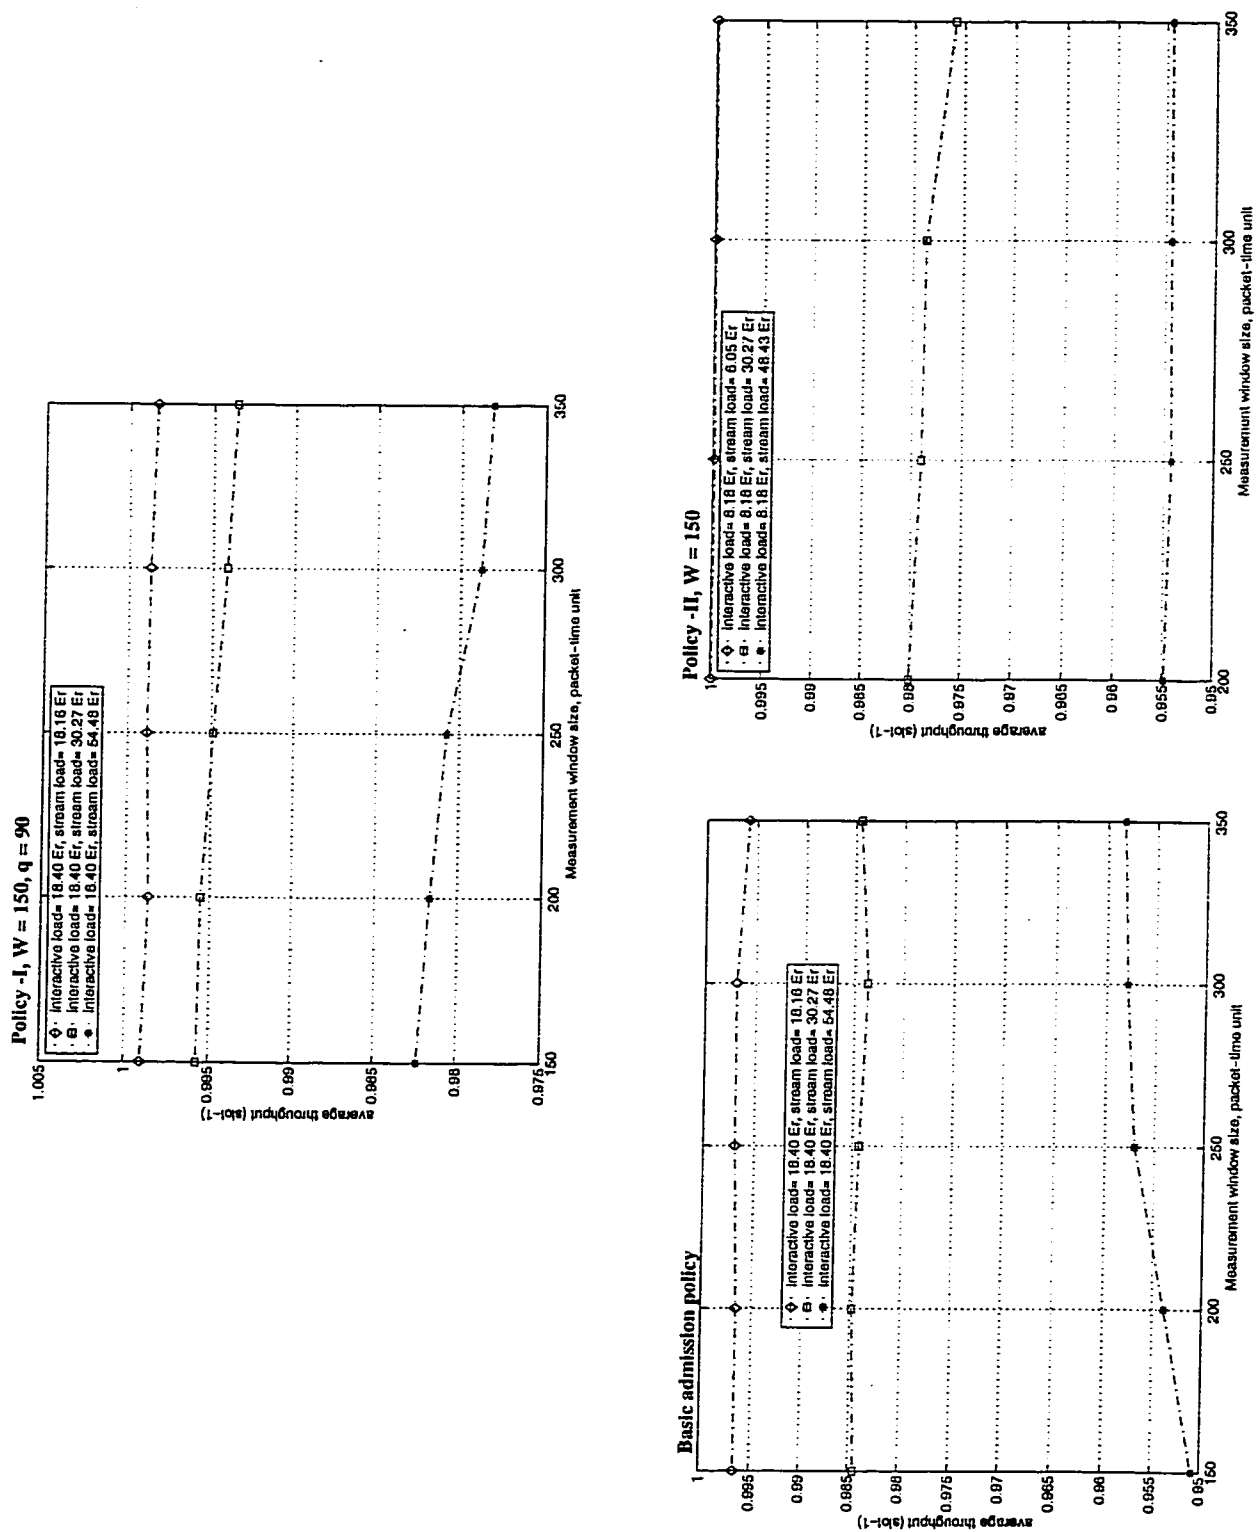 Policy -I, W = 150, q = 90
1.005
1
0.995
0.99
0.985
0.98
0.975
average throughput (slot-1)
Interactive load= 18.40 Er, stream load= 18.16 Er
Interactive load= 18.40 Er, stream load= 30.27 Er
Interactive load= 18.40 Er, stream load= 54.48 Er
150
200
250
300
350
Measurement window size, packet-time unit
Basic admission policy
1
0.995
0.99
0.985
0.98
0.975
0.97
0.965
0.96
0.955
0.95
average throughput (slot-1)
Interactive load= 18.40 Er, stream load= 18.16 Er
Interactive load= 18.40 Er, stream load= 30.27 Er
Interactive load= 18.40 Er, stream load= 54.48 Er
150
200
250
300
350
Measurement window size, packet-time unit
Policy -II, W = 150
1
0.995
0.99
0.985
0.98
0.975
0.97
0.965
0.96
0.955
0.95
average throughput (slot-1)
Interactive load= 8.18 Er, stream load= 6.05 Er
Interactive load= 8.18 Er, stream load= 30.27 Er
Interactive load= 8.18 Er, stream load= 48.43 Er
200
250
300
350
Measurement window size, packet-time unit